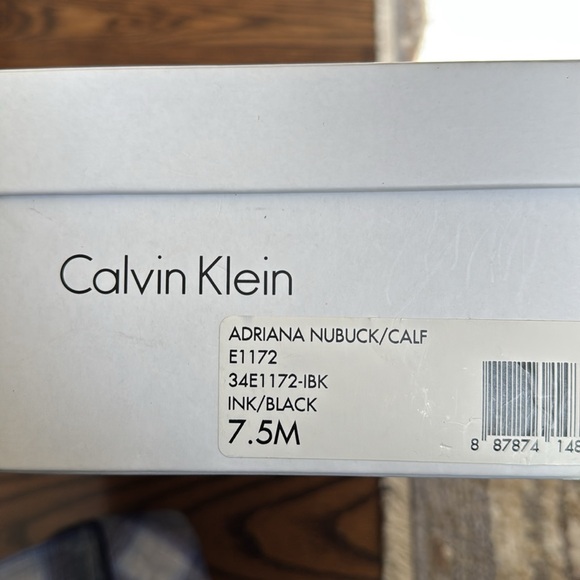 Calvin Klein
ADRIANA NUBUCK/CALF
E1172
34E1172-IBK
INK/BLACK
7.5M
8 87874 148